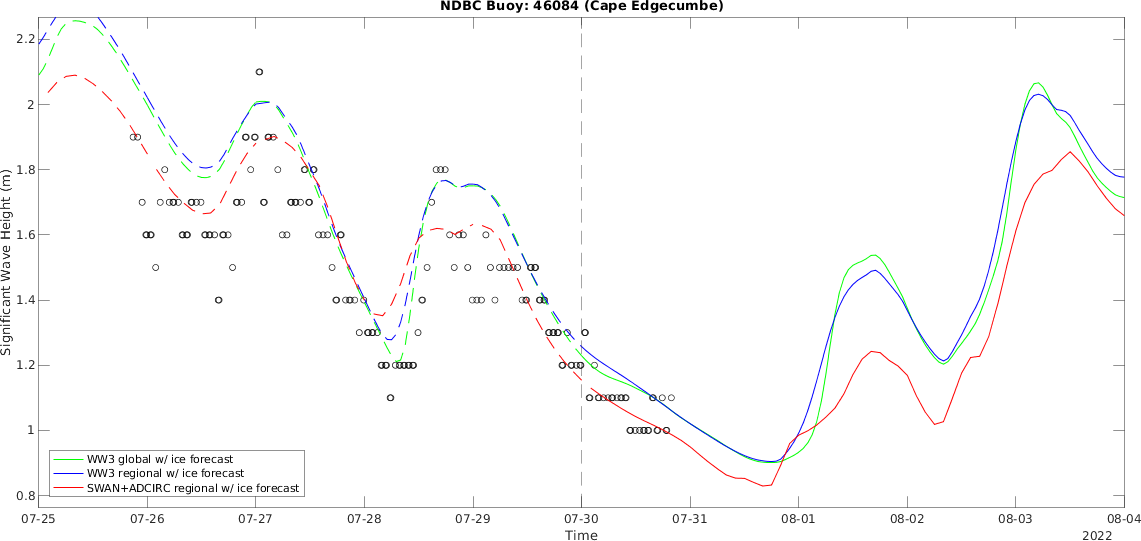 NDBC Buoy: 46084 (Cape Edgecumbe)
Significant Wave Height (m)
2.2
2
1.8
1.6
1.4
1.2
1
0.8
WW3 global w/ ice forecast
WW3 regional w/ ice forecast
SWAN+ADCIRC regional w/ ice forecast
07-25 07-26 07-27 07-28 07-29 07-30 07-31 08-01 08-02 08-03 08-04
Time
2022